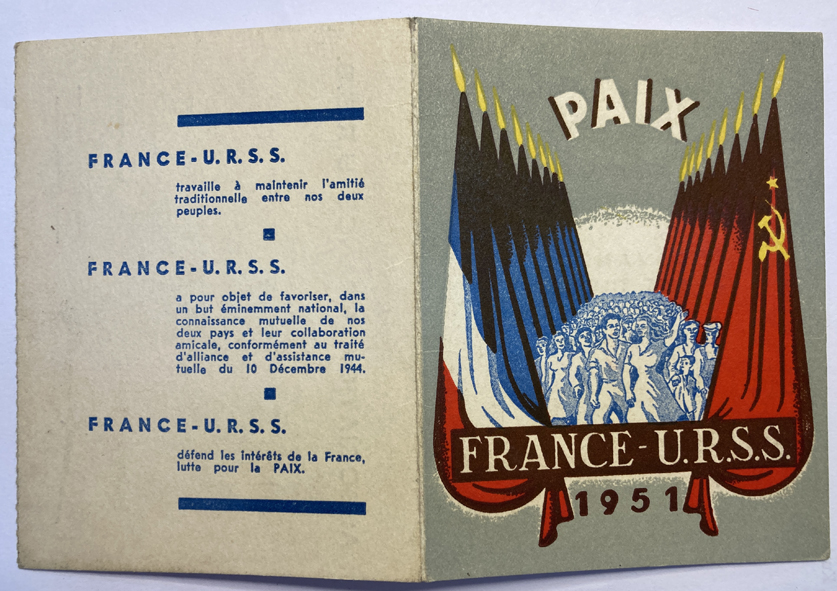 FRANCE-U.R.S.S.
travaille à maintenir l'amitié
traditionnelle entre nos deux
peuples.
FRANCE-U.R.S.S.
a pour objet de favoriser, dans
un but éminemment national, la
connaissance mutuelle de nos
deux pays et leur collaboration
amicale, conformément au traité
d'alliance et d'assistance mu-
tuelle du 10 Décembre 1944.
FRANCE-U.R.S.S.
défend les intérêts de la France,
lutte pour la PAIX.
PAIX
FRANCE-U.R.S.S.
1951